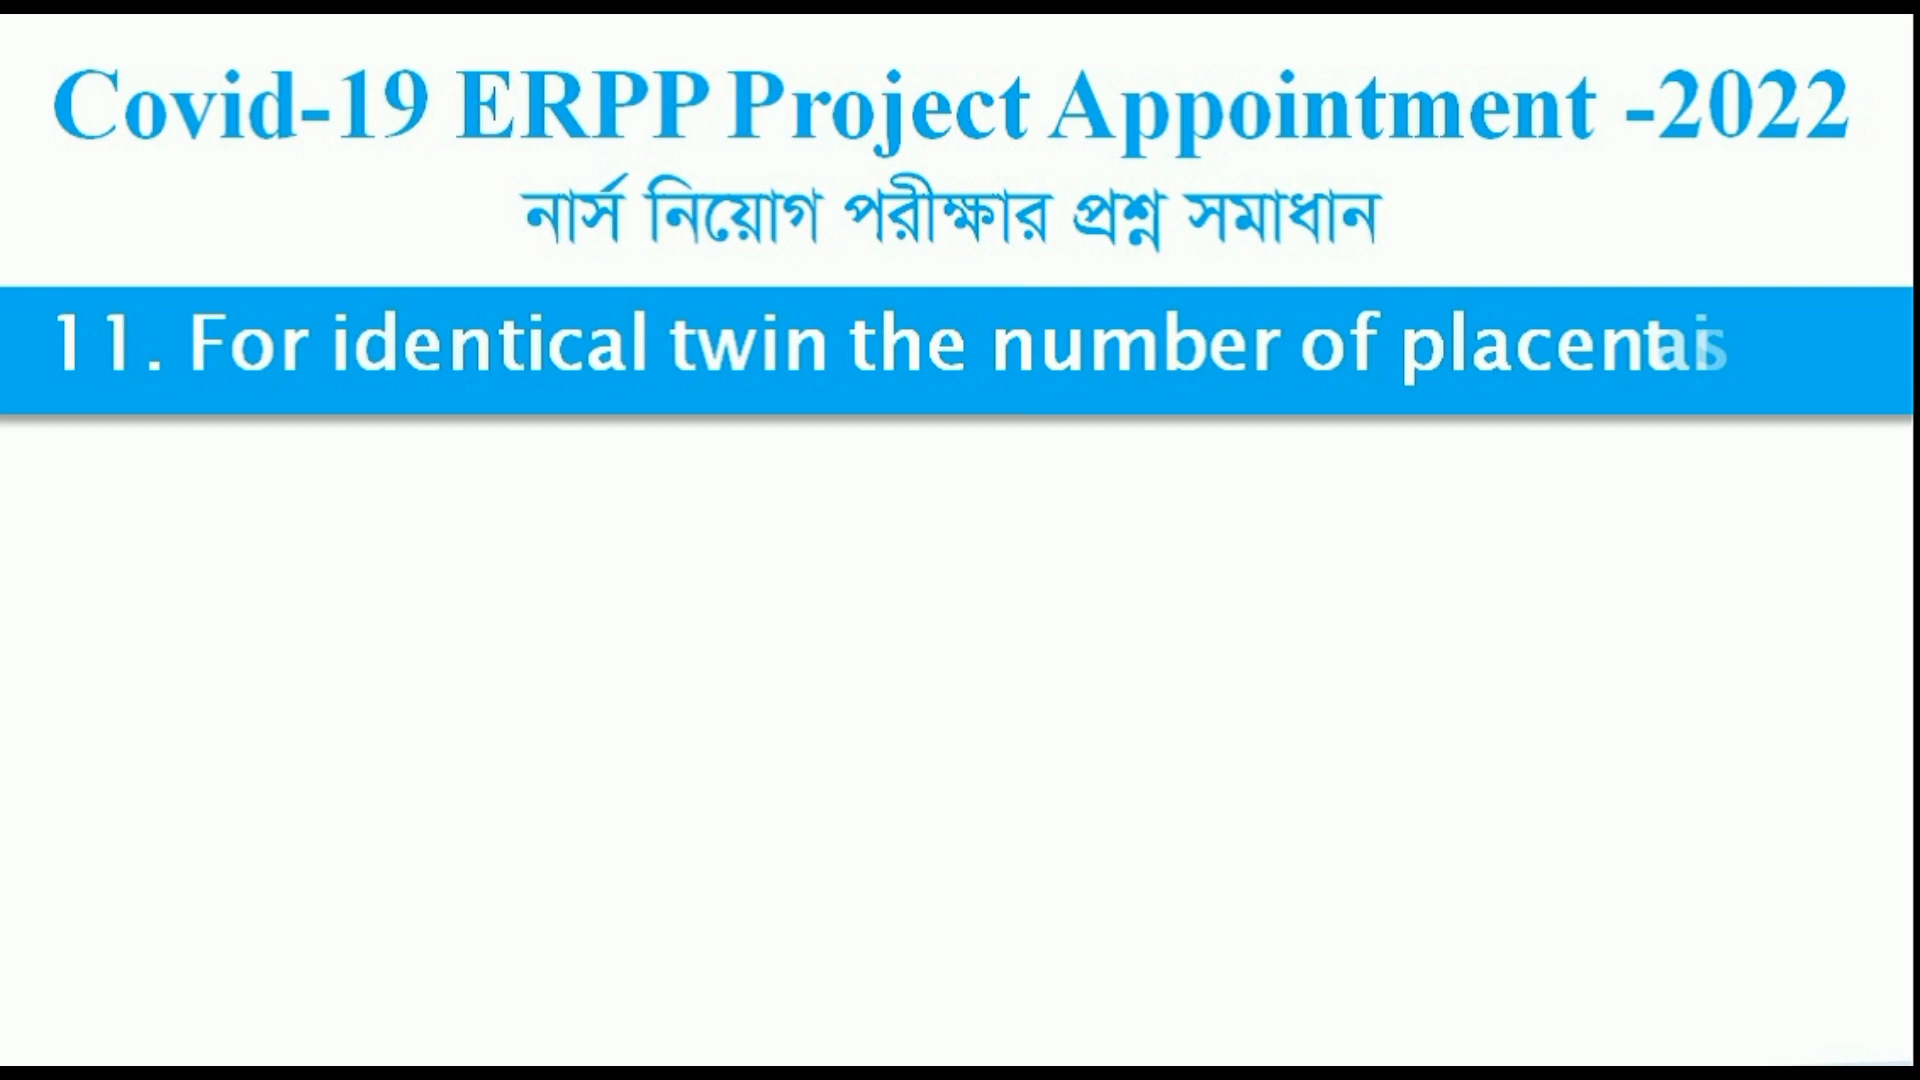 Covid-19 ERPP Project Appointment -2022
নার্স নিয়োগ পরীক্ষার প্রশ্ন সমাধান
11. For identical twin the number of placenta is